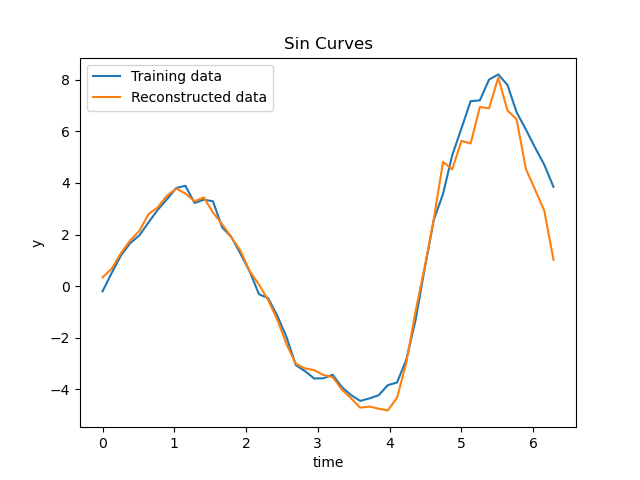 Sin Curves
Training data
Reconstructed data
8
6
4
2
0
−2
−4
y
0 1 2 3 4 5 6
time